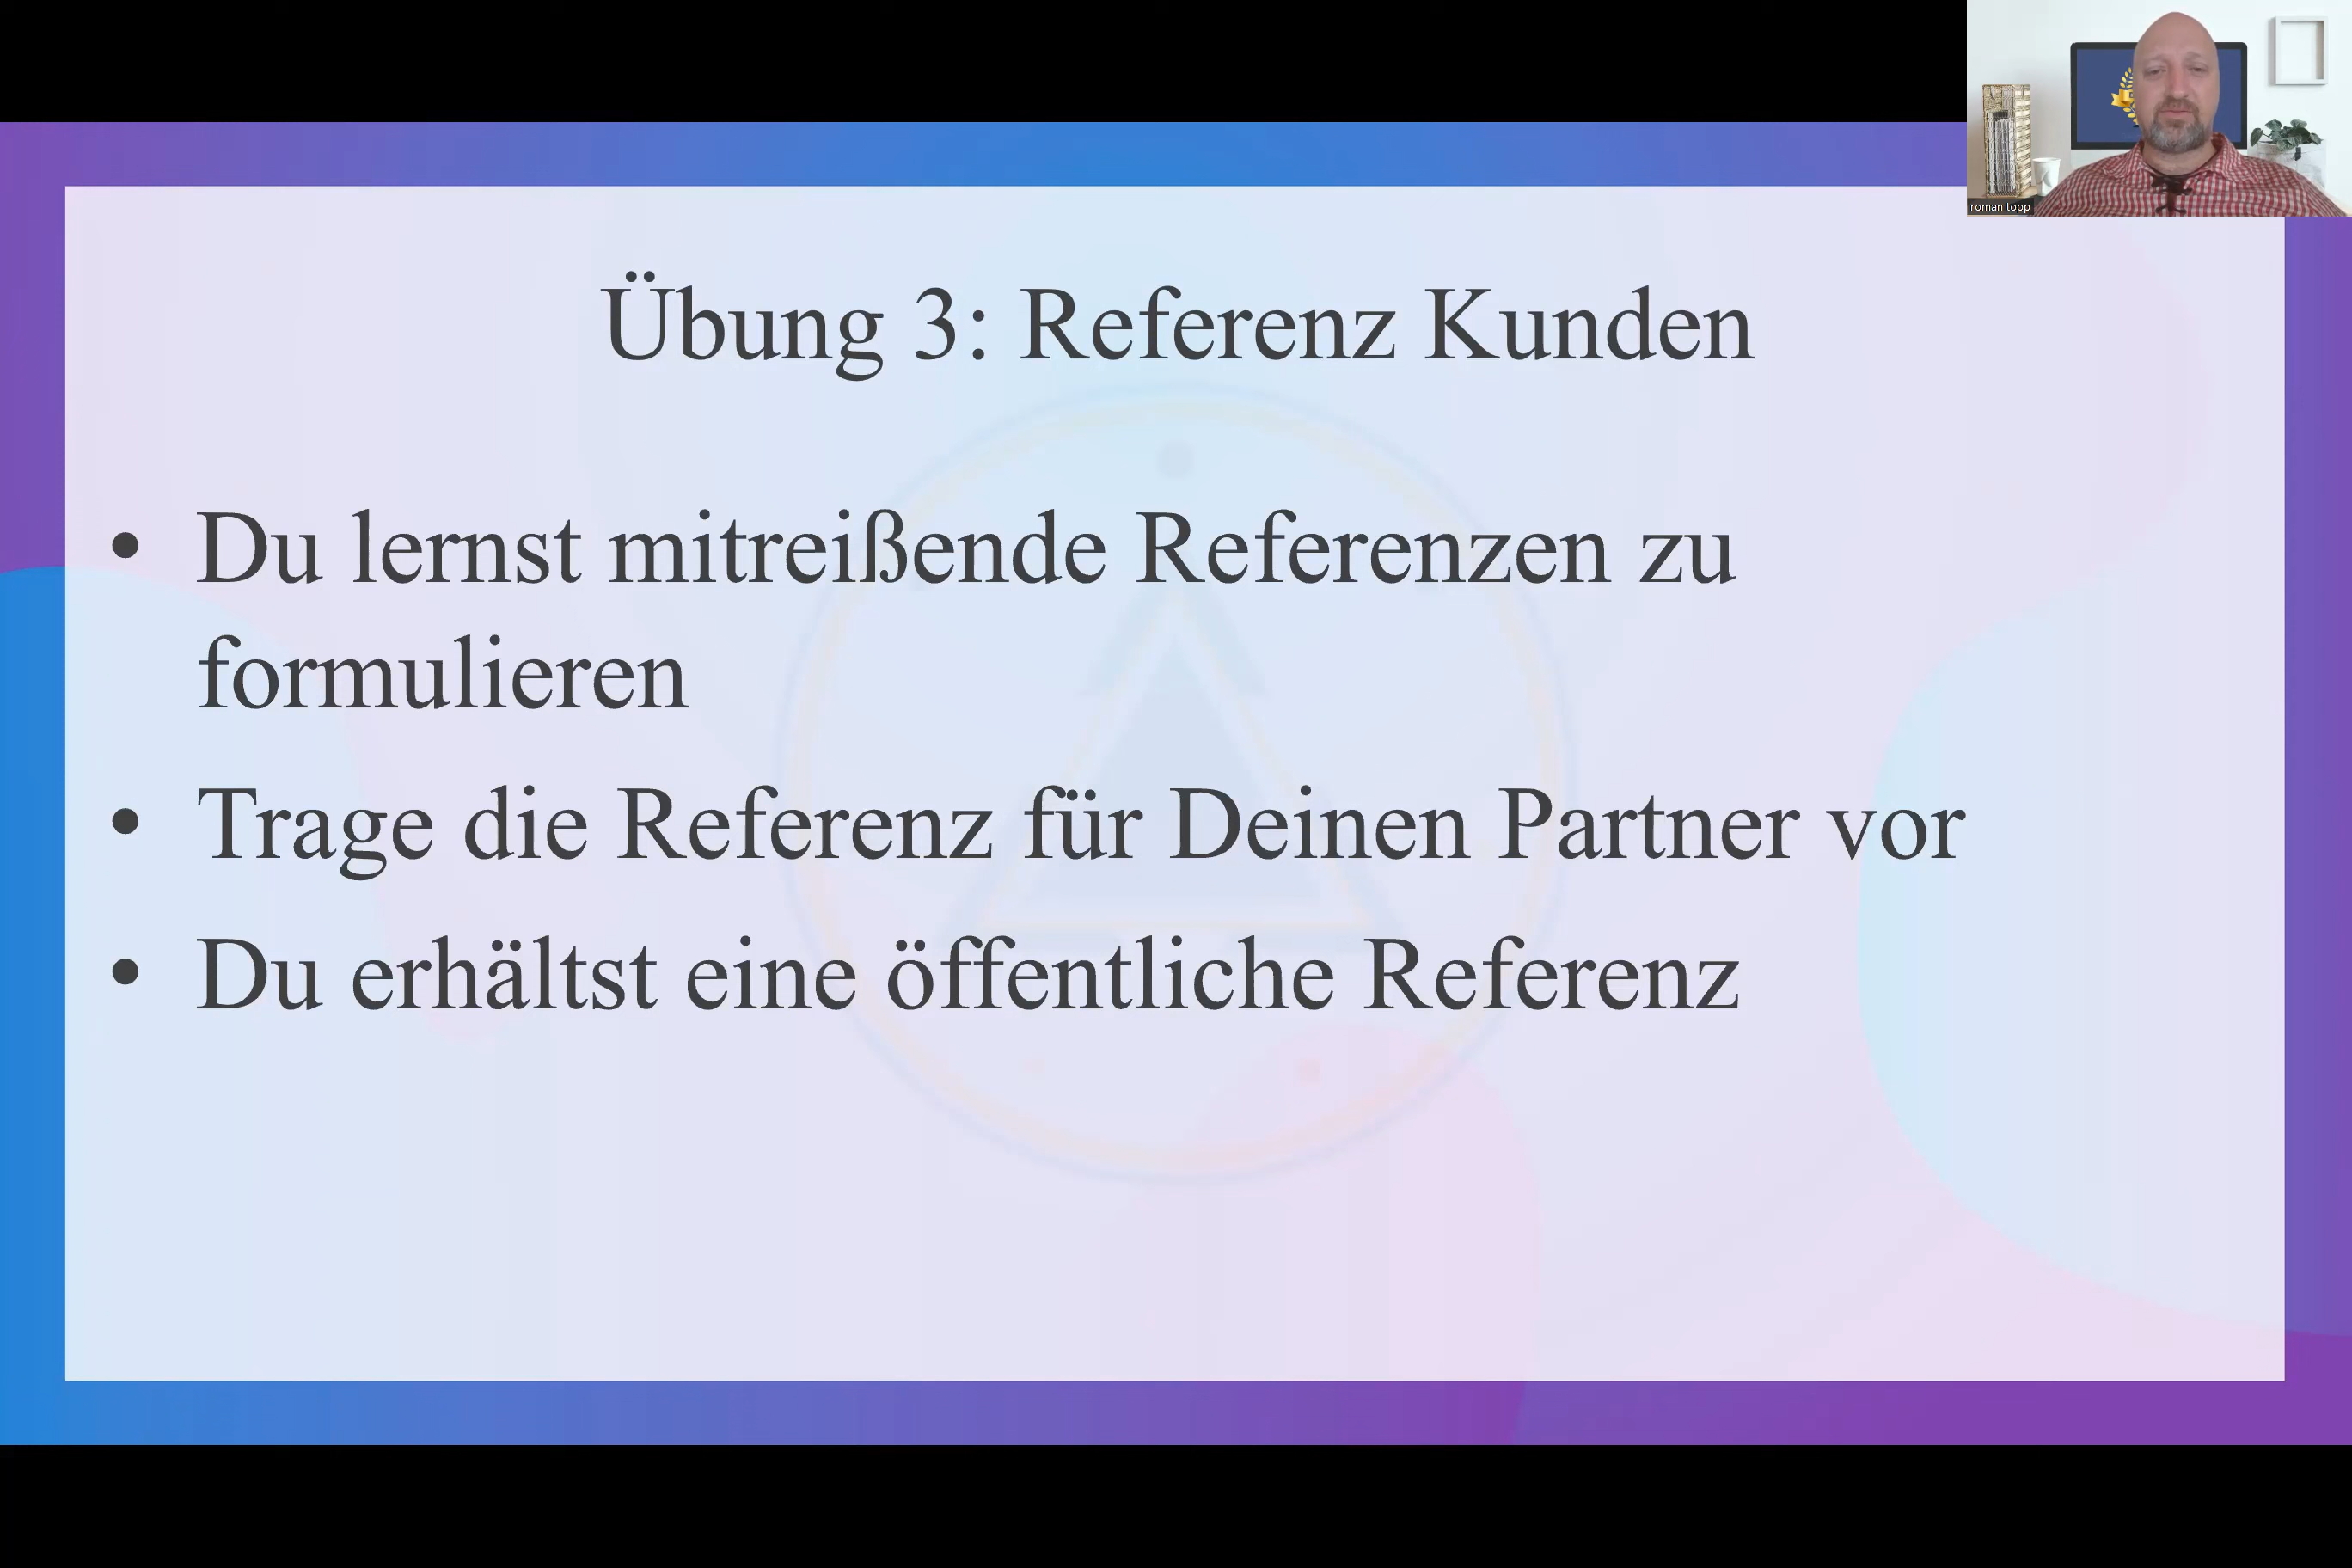 roman topp
Übung 3: Referenz Kunden
• Du lernst mitreißende Referenzen zu
formulieren
• Trage die Referenz für Deinen Partner vor
• Du erhältst eine öffentliche Referenz